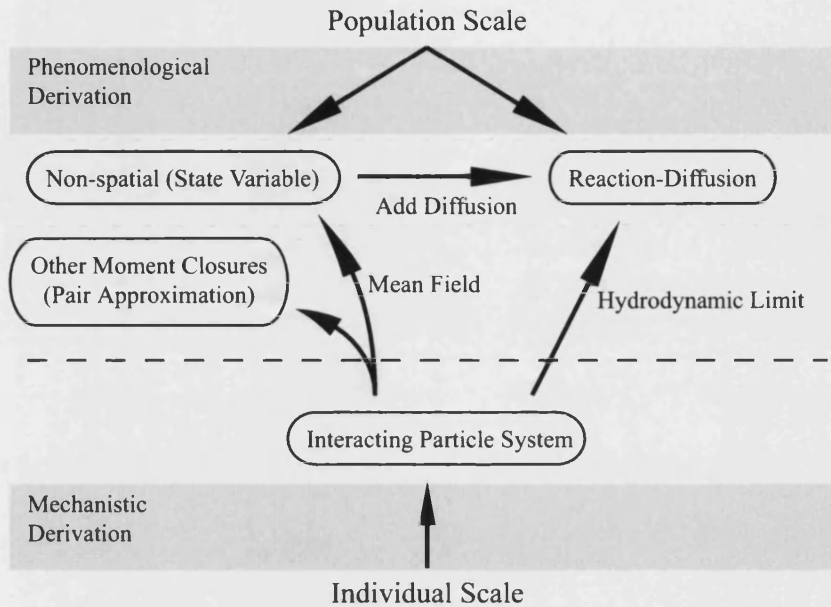 Population Scale
Phenomenological
Derivation
Non-spatial (State Variable)
Reaction-Diffusion
Add Diffusion
Other Moment Closures
(Pair Approximation)
Mean Field
Hydrodynamic Limit
Interacting Particle System
Mechanistic
Derivation
Individual Scale